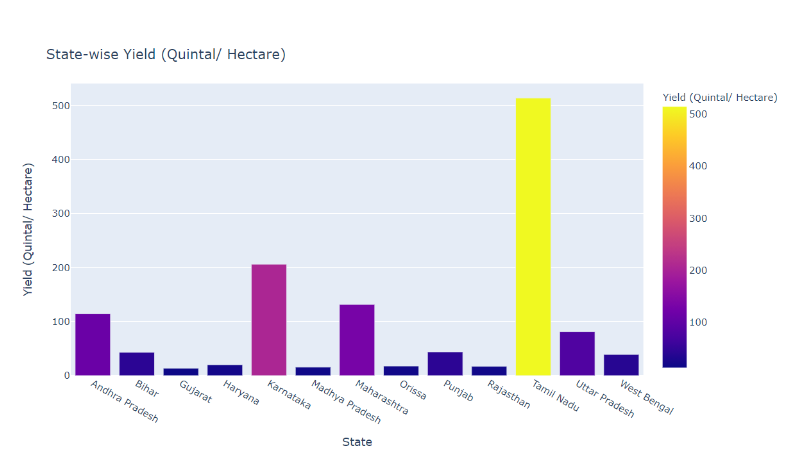 State-wise Yield (Quintal/ Hectare)
Yield (Quintal/ Hectare)
500
400
300
200
100
0
Andhra Pradesh
Bihar
Gujarat
Haryana
Karnataka
Madhya Pradesh
Maharashtra
Orissa
Punjab
Rajasthan
Tamil Nadu
Uttar Pradesh
West Bengal
State
Yield (Quintal/ Hectare)
500
400
300
200
100